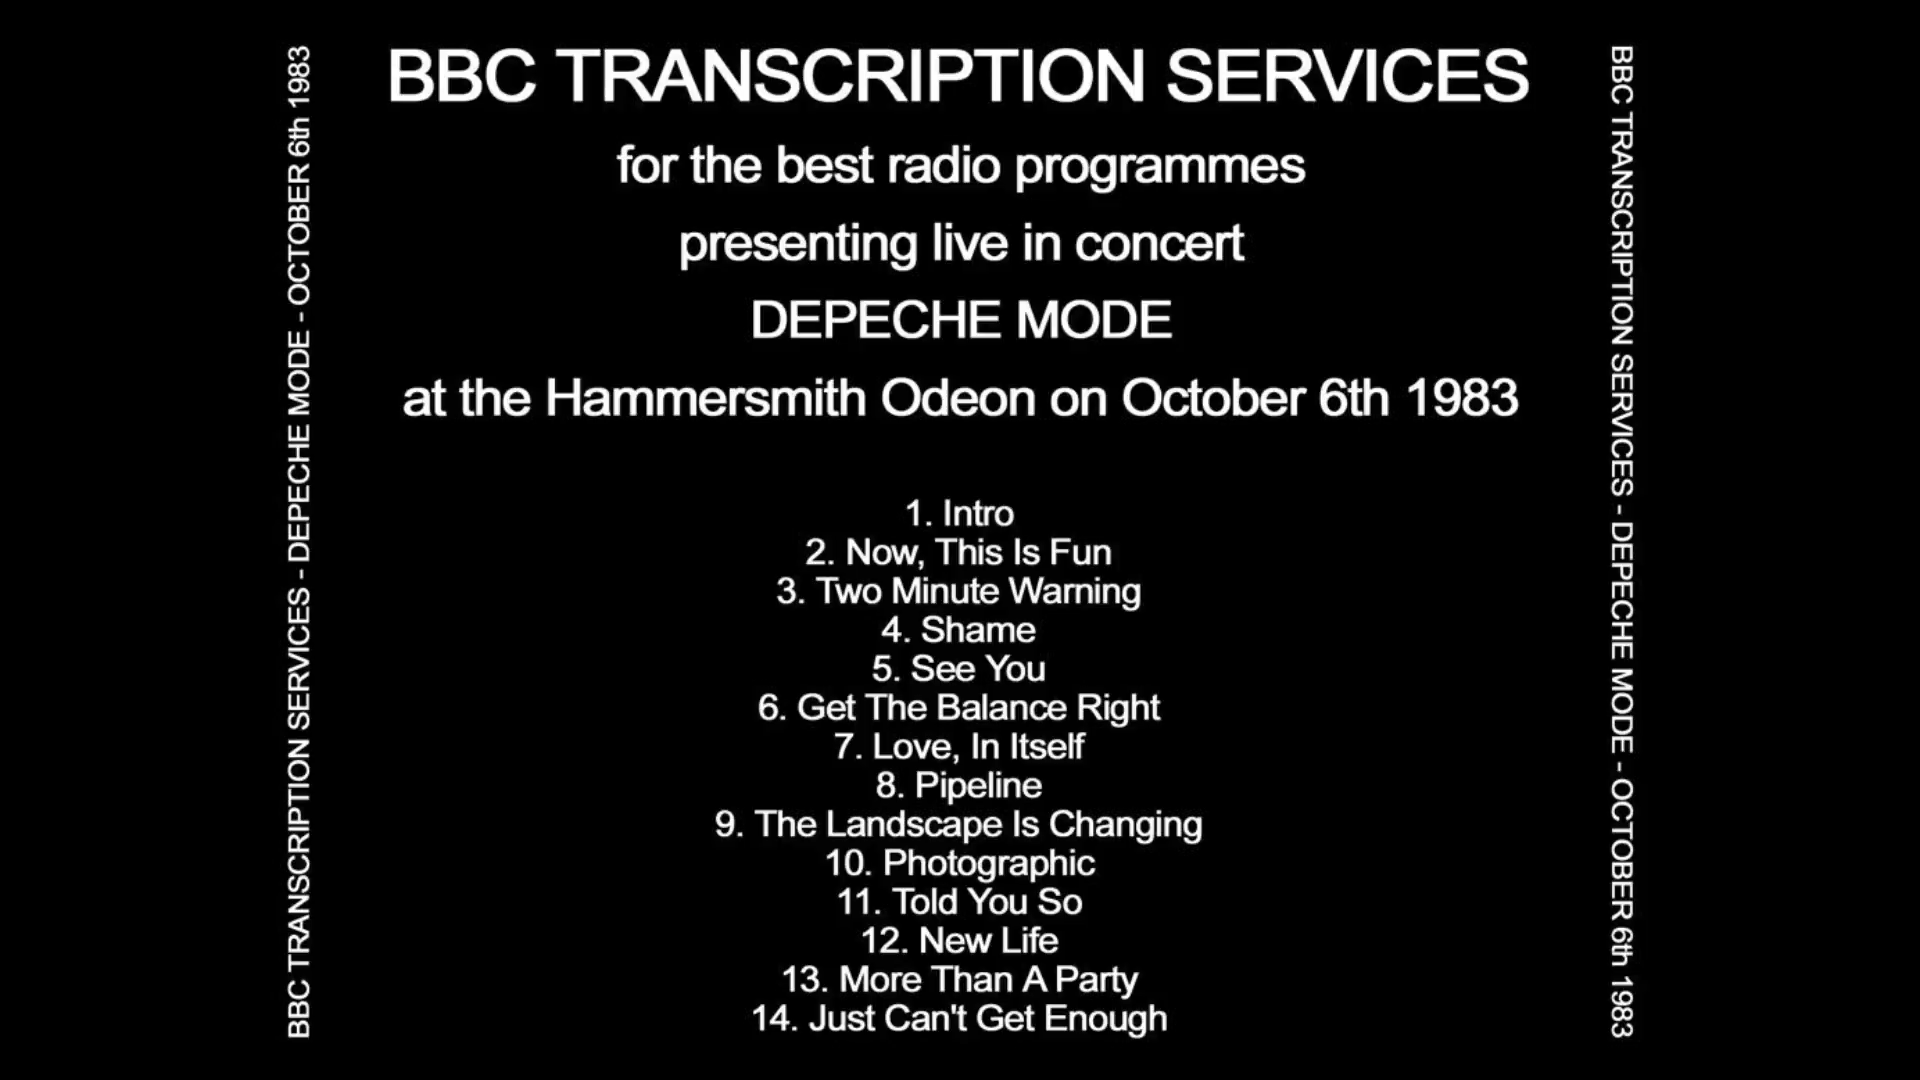 BBC TRANSCRIPTION SERVICES - DEPECHE MODE - OCTOBER 6th 1983
BBC TRANSCRIPTION SERVICES
for the best radio programmes
presenting live in concert
DEPECHE MODE
at the Hammersmith Odeon on October 6th 1983
1. Intro
2. Now, This Is Fun
3. Two Minute Warning
4. Shame
5. See You
6. Get The Balance Right
7. Love, In Itself
8. Pipeline
9. The Landscape Is Changing
10. Photographic
11. Told You So
12. New Life
13. More Than A Party
14. Just Can't Get Enough
BBC TRANSCRIPTION SERVICES - DEPECHE MODE - OCTOBER 6th 1983